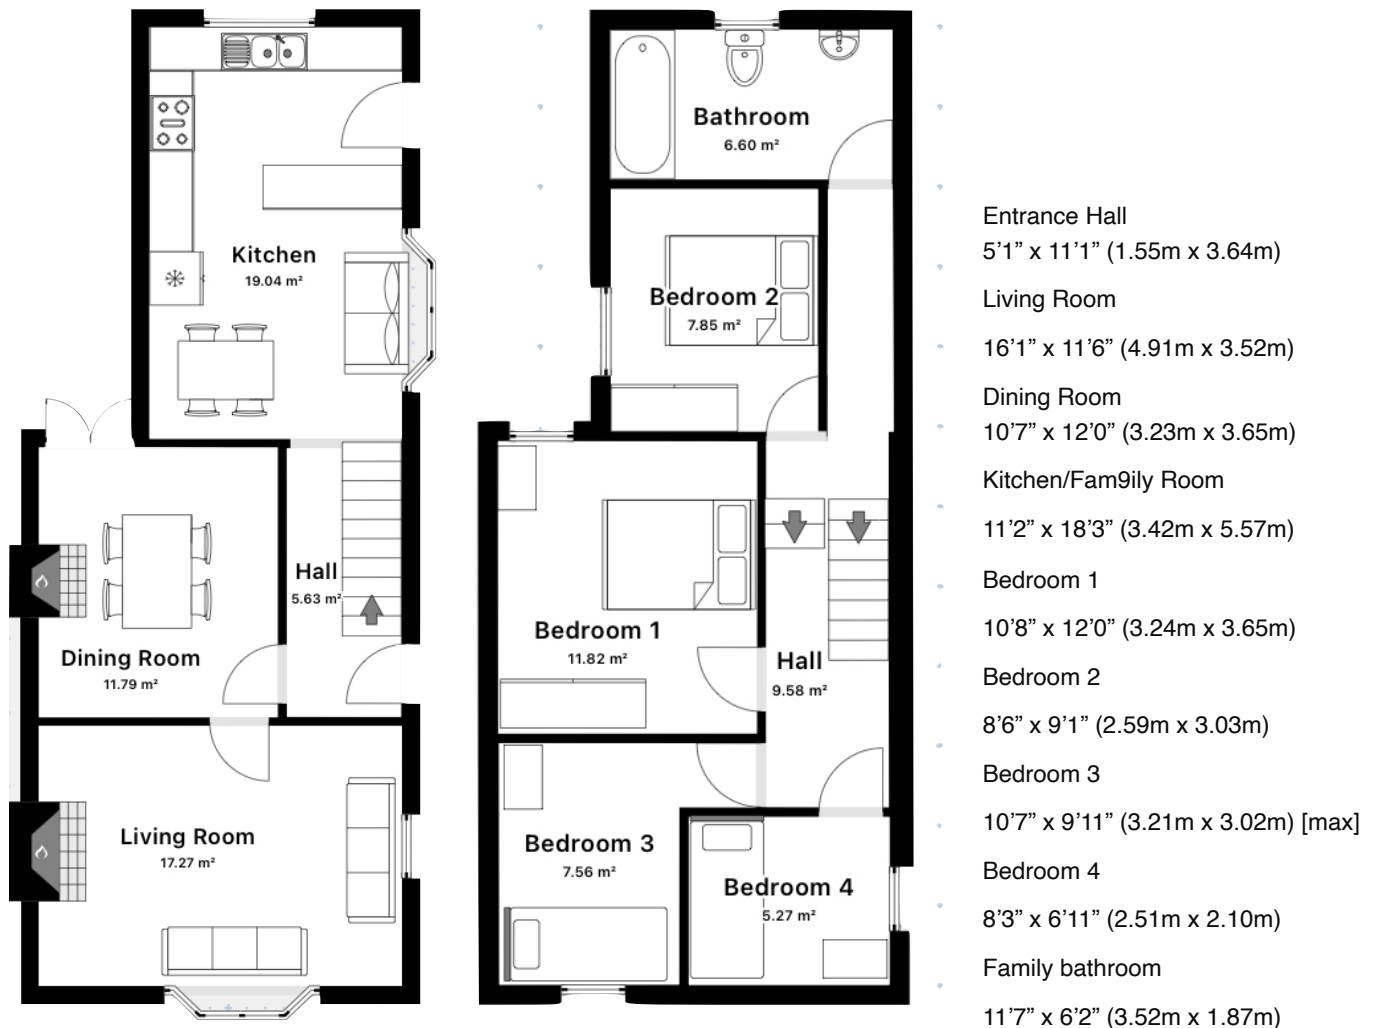 Kitchen
19.04 m²
Hall
5.63 m²
Dining Room
11.79 m²
Living Room
17.27 m²
Bathroom
6.60 m²
Bedroom 2
7.85 m²
Bedroom 1
11.82 m²
Hall
9.58 m²
Bedroom 3
7.56 m²
Bedroom 4
5.27 m²
Entrance Hall
5’1” x 11’1” (1.55m x 3.64m)
Living Room
16’1” x 11’6” (4.91m x 3.52m)
Dining Room
10’7” x 12’0” (3.23m x 3.65m)
Kitchen/Fam9ily Room
11’2” x 18’3” (3.42m x 5.57m)
Bedroom 1
10’8” x 12’0” (3.24m x 3.65m)
Bedroom 2
8’6” x 9’1” (2.59m x 3.03m)
Bedroom 3
10’7” x 9’11” (3.21m x 3.02m) [max]
Bedroom 4
8’3” x 6’11” (2.51m x 2.10m)
Family bathroom
11’7” x 6’2” (3.52m x 1.87m)